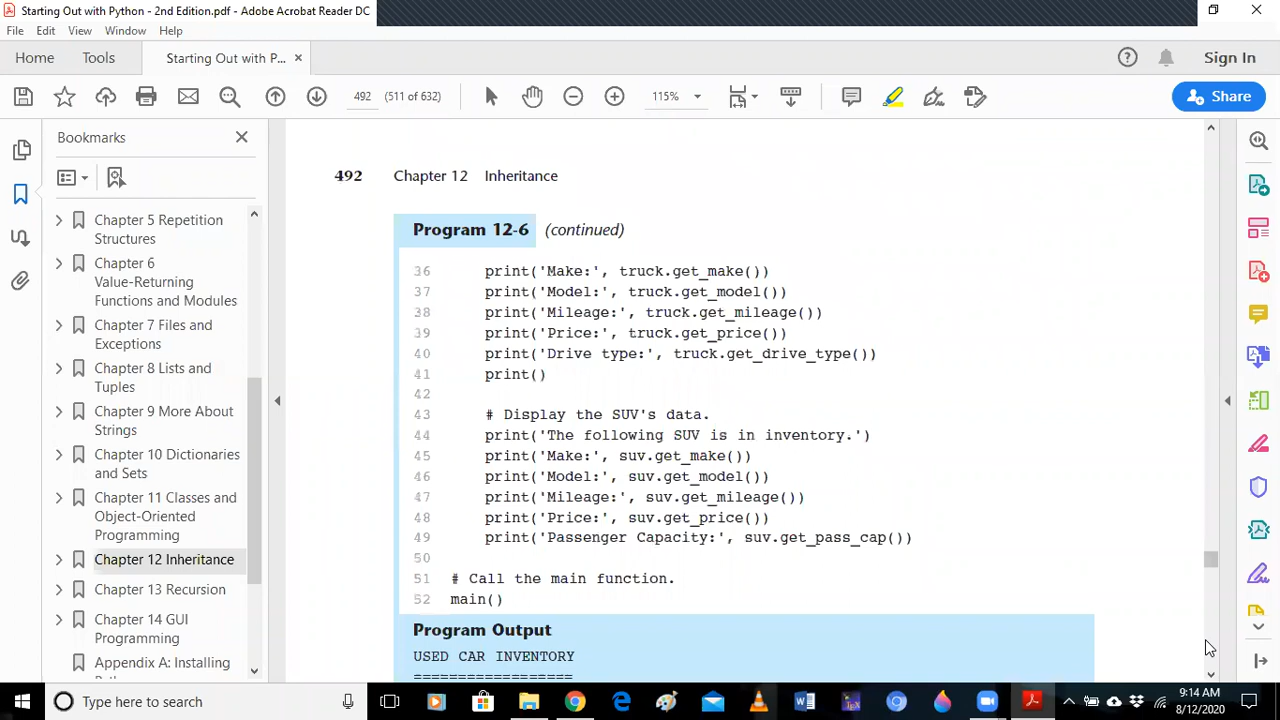 Starting Out with Python - 2nd Edition.pdf - Adobe Acrobat Reader DC
File Edit View Window Help
Home Tools Starting Out with P... × Sign In
492 (511 of 632) 115% Share
Bookmarks
Chapter 5 Repetition
Structures
Chapter 6
Value-Returning
Functions and Modules
Chapter 7 Files and
Exceptions
Chapter 8 Lists and
Tuples
Chapter 9 More About
Strings
Chapter 10 Dictionaries
and Sets
Chapter 11 Classes and
Object-Oriented
Programming
Chapter 12 Inheritance
Chapter 13 Recursion
Chapter 14 GUI
Programming
Appendix A: Installing
492 Chapter 12 Inheritance
Program 12-6 (continued)
36 print('Make:', truck.get_make())
37 print('Model:', truck.get_model())
38 print('Mileage:', truck.get_mileage())
39 print('Price:', truck.get_price())
40 print('Drive type:', truck.get_drive_type())
41 print()
42
43 # Display the SUV's data.
44 print('The following SUV is in inventory.')
45 print('Make:', suv.get_make())
46 print('Model:', suv.get_model())
47 print('Mileage:', suv.get_mileage())
48 print('Price:', suv.get_price())
49 print('Passenger Capacity:', suv.get_pass_cap())
50
51 # Call the main function.
52 main()
Program Output
USED CAR INVENTORY
==================
Type here to search
9:14 AM
8/12/2020